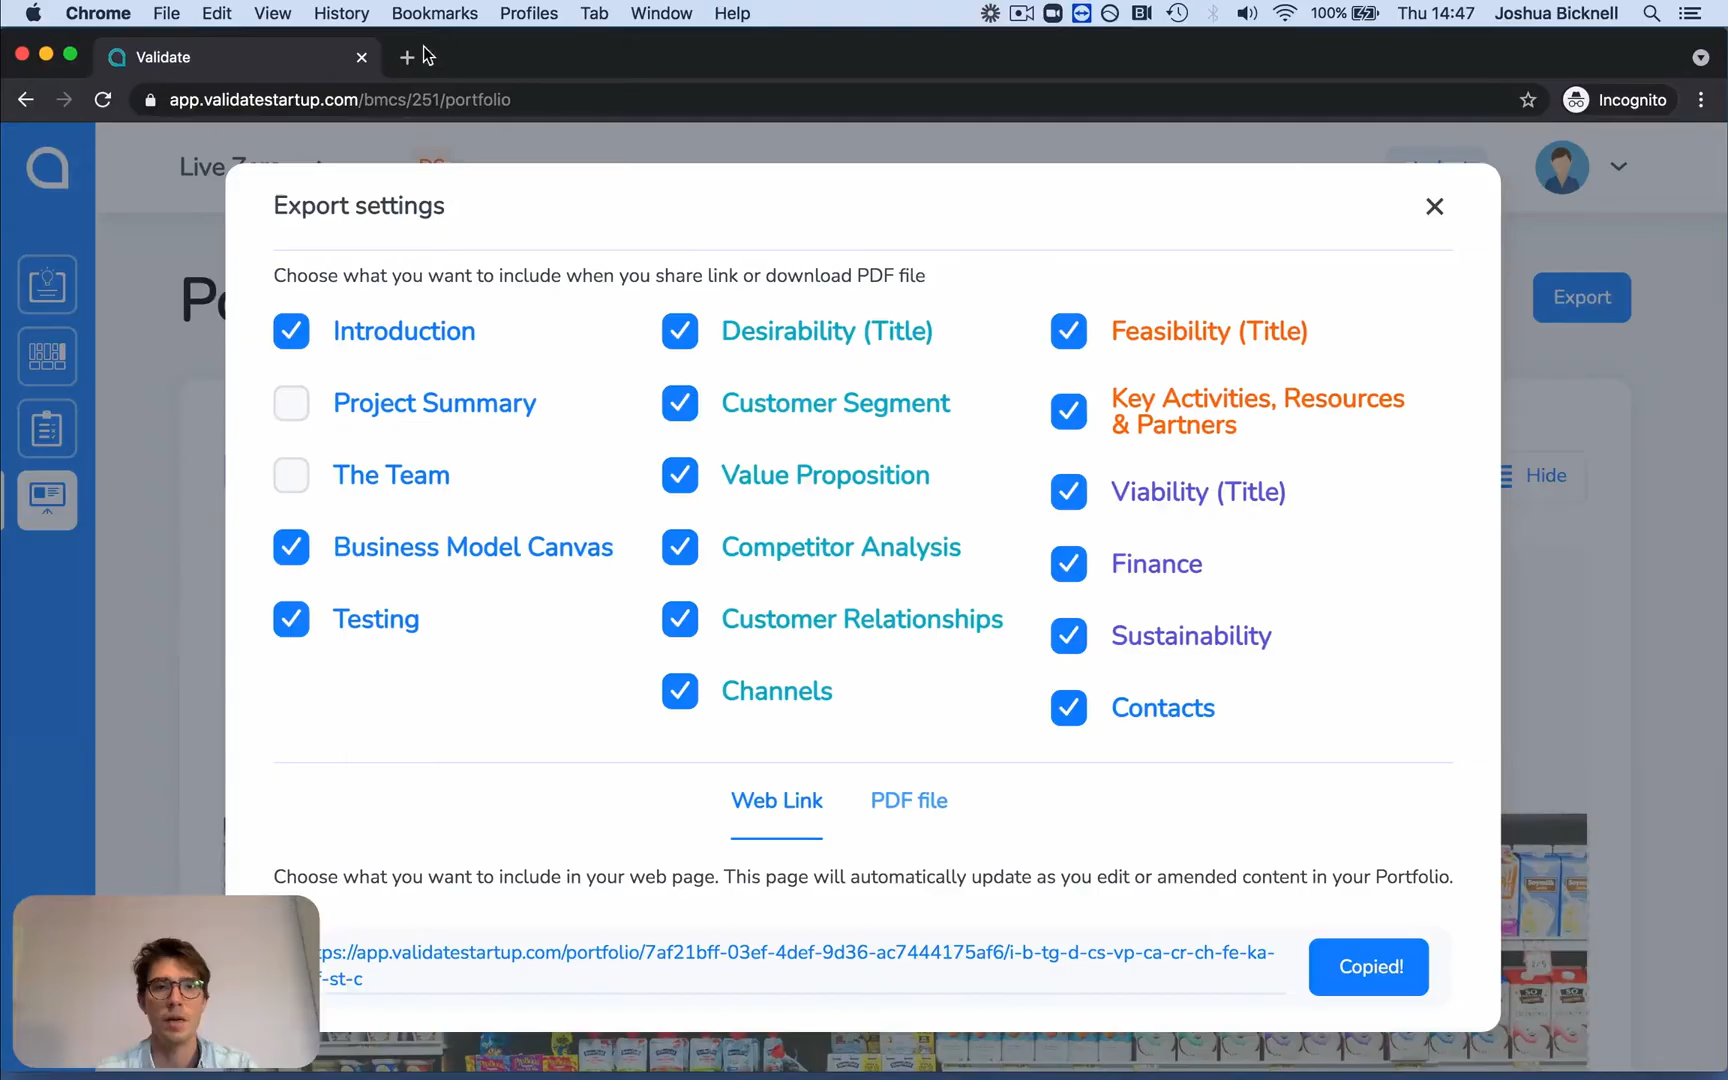 Chrome File Edit View History Bookmarks Profiles Tab Window Help 100% Thu 14:47 Joshua Bicknell
Validate
app.validatestartup.com/bmcs/251/portfolio Incognito
Live
Export settings
Choose what you want to include when you share link or download PDF file
Export
Introduction Desirability (Title) Feasibility (Title)
Project Summary Customer Segment Key Activities, Resources
& Partners
The Team Value Proposition Viability (Title)
Hide
Business Model Canvas Competitor Analysis Finance
Testing Customer Relationships Sustainability
Channels Contacts
Web Link PDF file
Choose what you want to include in your web page. This page will automatically update as you edit or amended content in your Portfolio.
ps://app.validatestartup.com/portfolio/7af21bff-03ef-4def-9d36-ac7444175af6/i-b-tg-d-cs-vp-ca-cr-ch-fe-ka-
-st-c
Copied!